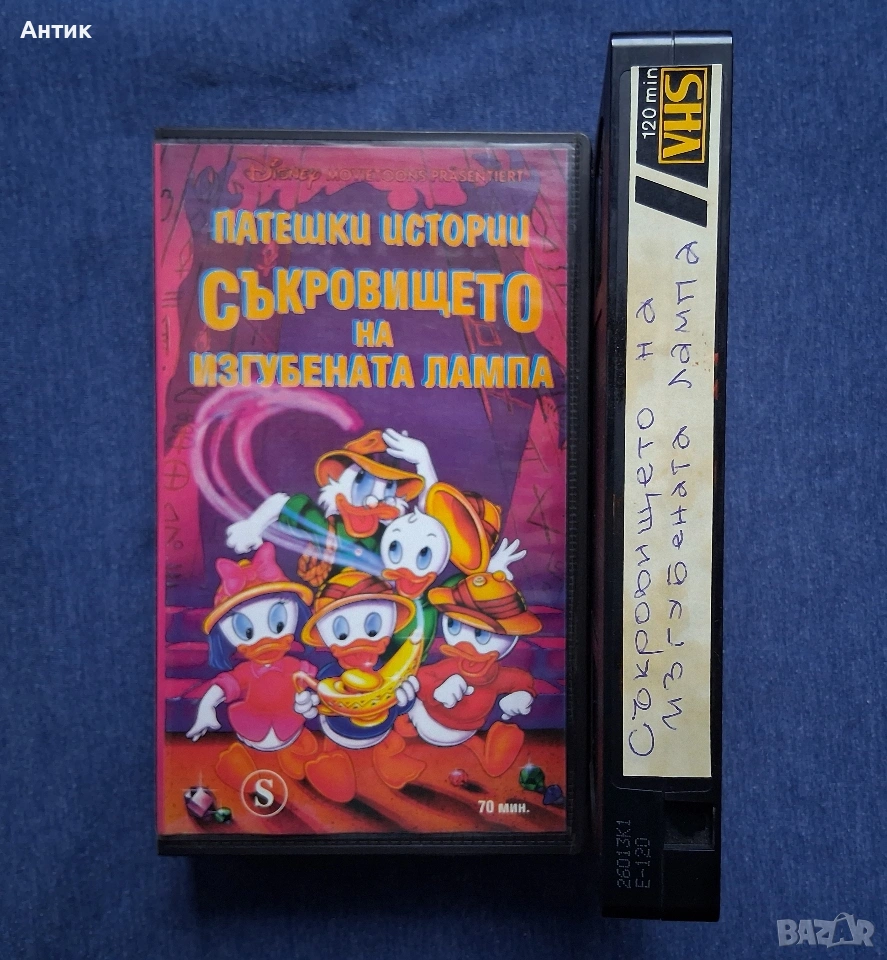 Антик
Disney MOVIETOONS PRÄSENTIERT
ПАТЕШКИ ИСТОРИИ
СЪКРОВИЩЕТО
НА
ИЗГУБЕНАТА ЛАМПА
S
70 мин.
120 min
VHS
Съкровището на
изгубената лампа
26013K1
E-120
BAZAR